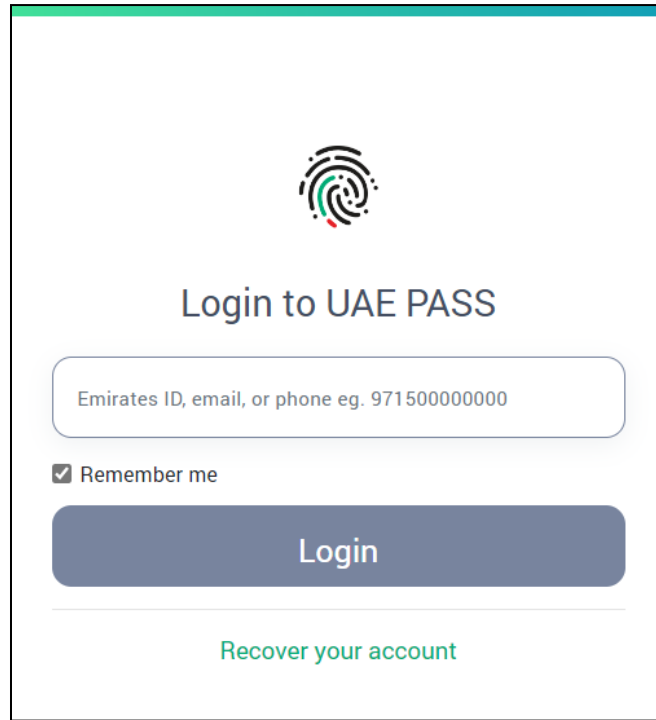 Login to UAE PASS
Emirates ID, email, or phone eg. 971500000000
Remember me
Login
Recover your account